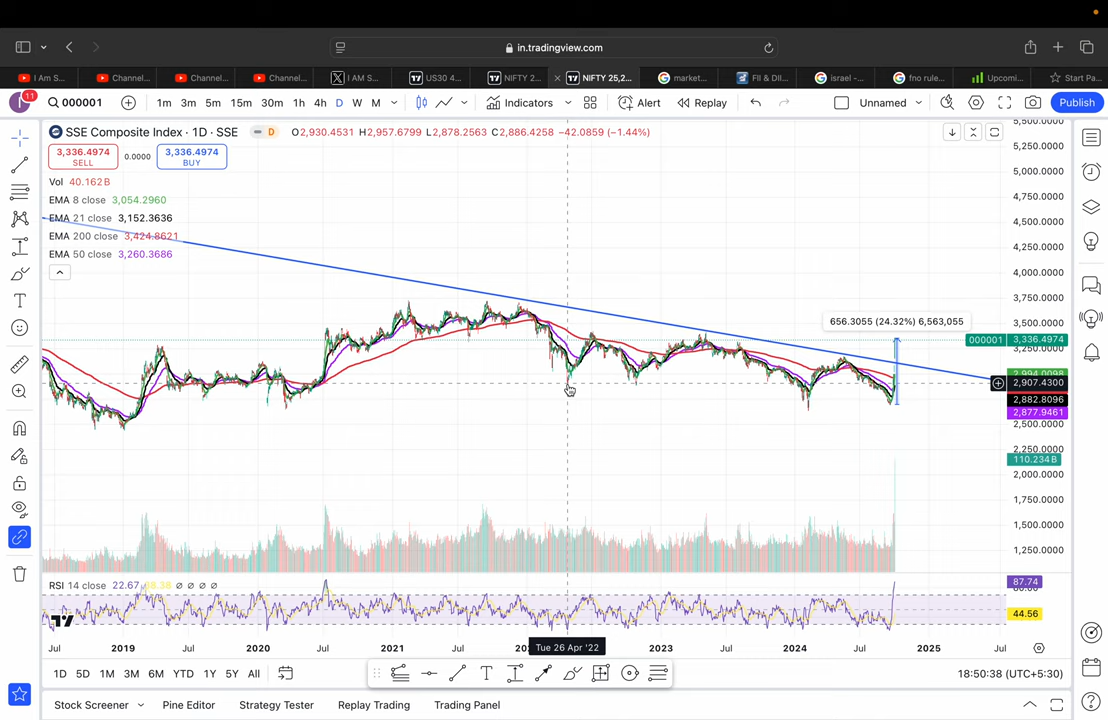 in.tradingview.com
I Am S...
Channel...
Channel...
Channel...
I AM S...
US30 4...
NIFTY 2...
NIFTY 25,2...
market...
FII & DII...
israel -...
fno rule...
Upcomi...
Start Pa...
11
000001
1m 3m 5m 15m 30m 1h 4h D W M
Indicators
Alert
Replay
Unnamed
Publish
SSE Composite Index · 1D · SSE
D
O2,930.4531 H2,957.6799 L2,878.2563 C2,886.4258 −42.0859 (−1.44%)
3,336.4974
SELL
0.0000
3,336.4974
BUY
Vol 40.162B
EMA 8 close 3,054.2960
EMA 21 close 3,152.3636
EMA 200 close 3,424.8621
EMA 50 close 3,260.3686
656.3055 (24.32%) 6,563,055
5,500.0000
5,250.0000
5,000.0000
4,750.0000
4,500.0000
4,250.0000
4,000.0000
3,750.0000
3,500.0000
000001 3,336.4974
3,250.0000
2,994.0098
2,907.4300
2,882.8096
2,877.9461
2,500.0000
110.234B
2,000.0000
1,750.0000
1,500.0000
1,250.0000
RSI 14 close 22.67 38.38 ∅ ∅ ∅ ∅
87.74
44.56
Jul 2019 Jul 2020 Jul 2021 Jul Tue 26 Apr '22 Jul 2023 Jul 2024 Jul 2025 Jul
1D 5D 1M 3M 6M YTD 1Y 5Y All
18:50:38 (UTC+5:30)
Stock Screener
Pine Editor
Strategy Tester
Replay Trading
Trading Panel